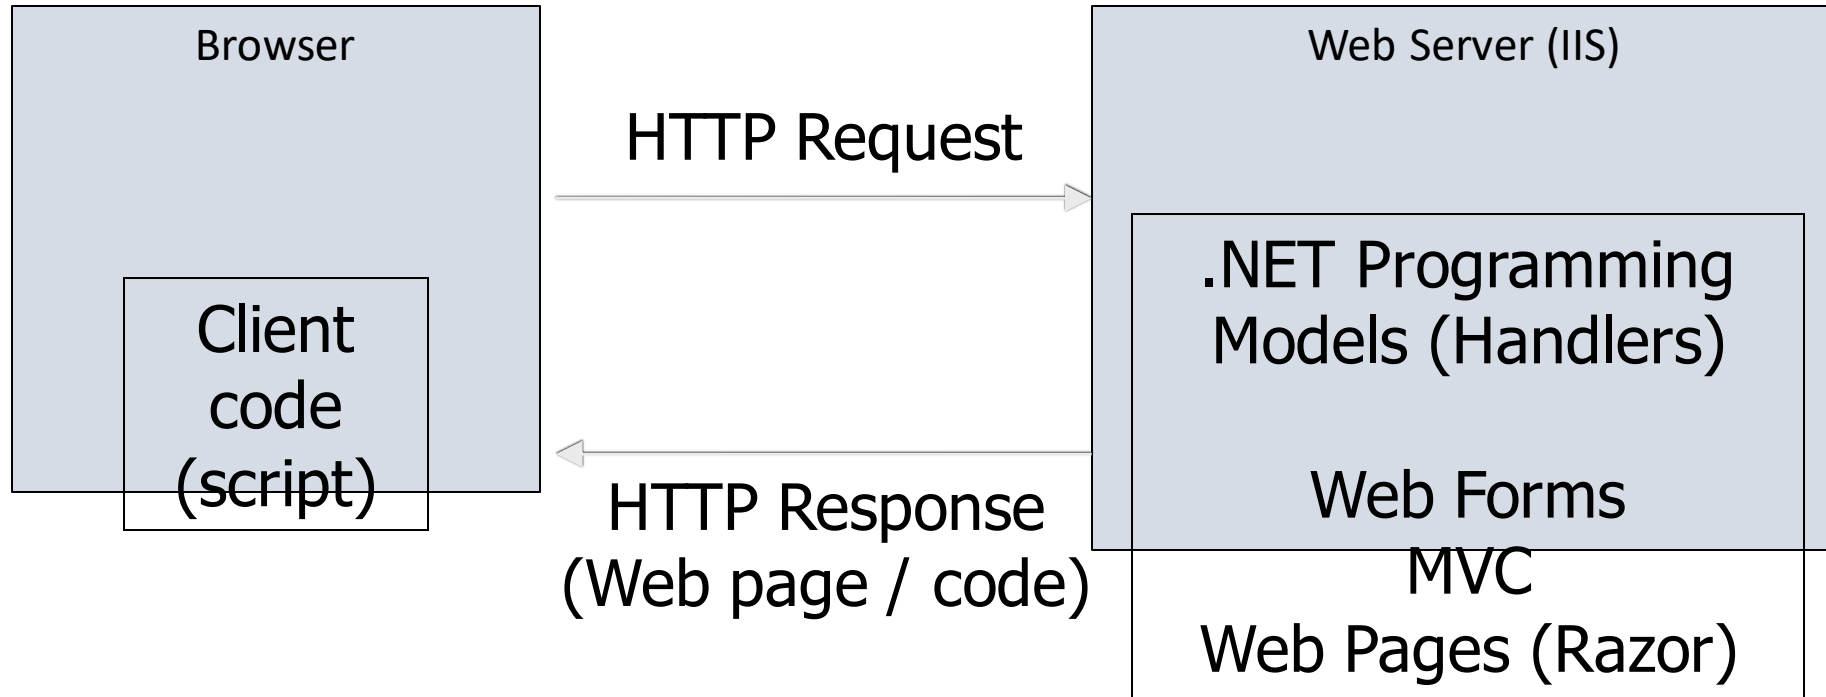 Browser
Client
code
(script)
HTTP Request
HTTP Response
(Web page / code)
Web Server (IIS)
.NET Programming
Models (Handlers)
Web Forms
MVC
Web Pages (Razor)